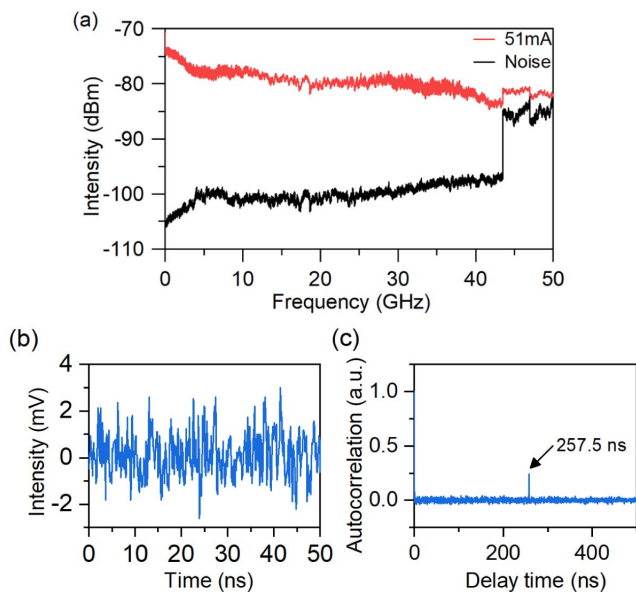 (a)
-70
-80
-90
-100
-110
Intensity (dBm)
51mA
Noise
0 10 20 30 40 50
Frequency (GHz)
(b)
4
2
0
-2
Intensity (mV)
0 10 20 30 40 50
Time (ns)
(c)
1.0
0.5
0.0
Autocorrelation (a.u.)
257.5 ns
0 200 400
Delay time (ns)